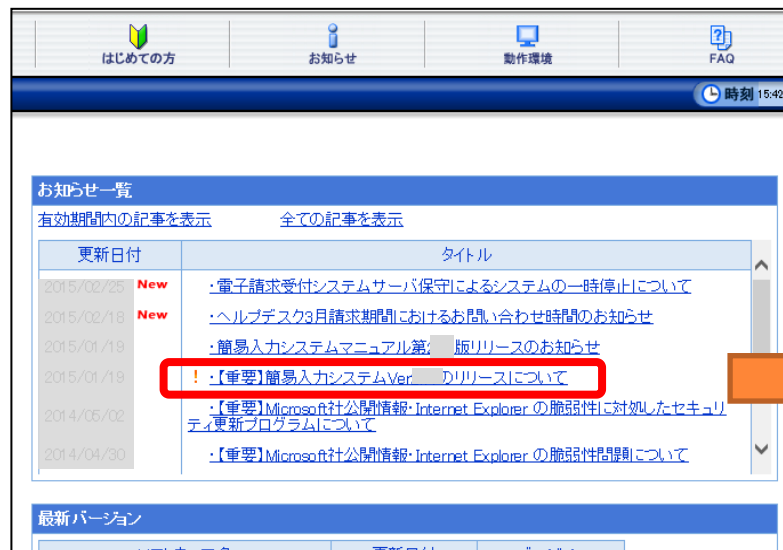 はじめての方
お知らせ
動作環境
FAQ
時刻 15:42
お知らせ一覧
有効期間内の記事を表示 全ての記事を表示
更新日付 タイトル
2015/02/25 New ・電子請求受付システムサーバ保守によるシステムの一時停止について
2015/02/18 New ・ヘルプデスク3月請求期間におけるお問い合わせ時間のお知らせ
2015/01/19 ・簡易入力システムマニュアル第 版リリースのお知らせ
2015/01/19 ! ・【重要】簡易入力システムVer. のリリースについて
2014/05/02 ・【重要】Microsoft社公開情報・Internet Explorer の脆弱性に対処したセキュリ
ティ更新プログラムについて
2014/04/30 ・【重要】Microsoft社公開情報・Internet Explorer の脆弱性問題について
最新バージョン